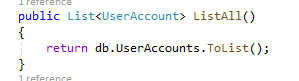 1 reference
public List<UserAccount> ListAll()
{
return db.UserAccounts.ToList();
}
1 reference